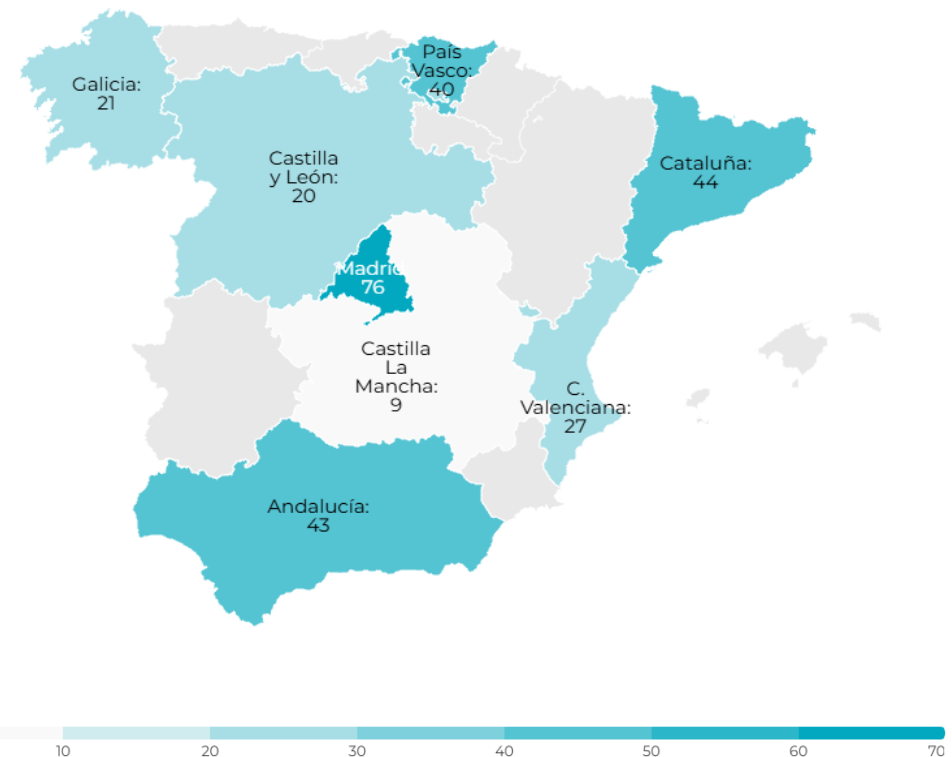 País
Vasco:
40
Galicia:
21
Castilla
y León:
20
Cataluña:
44
Madrid
76
Castilla
La
Mancha:
9
C.
Valenciana:
27
Andalucía:
43
10 20 30 40 50 60 70